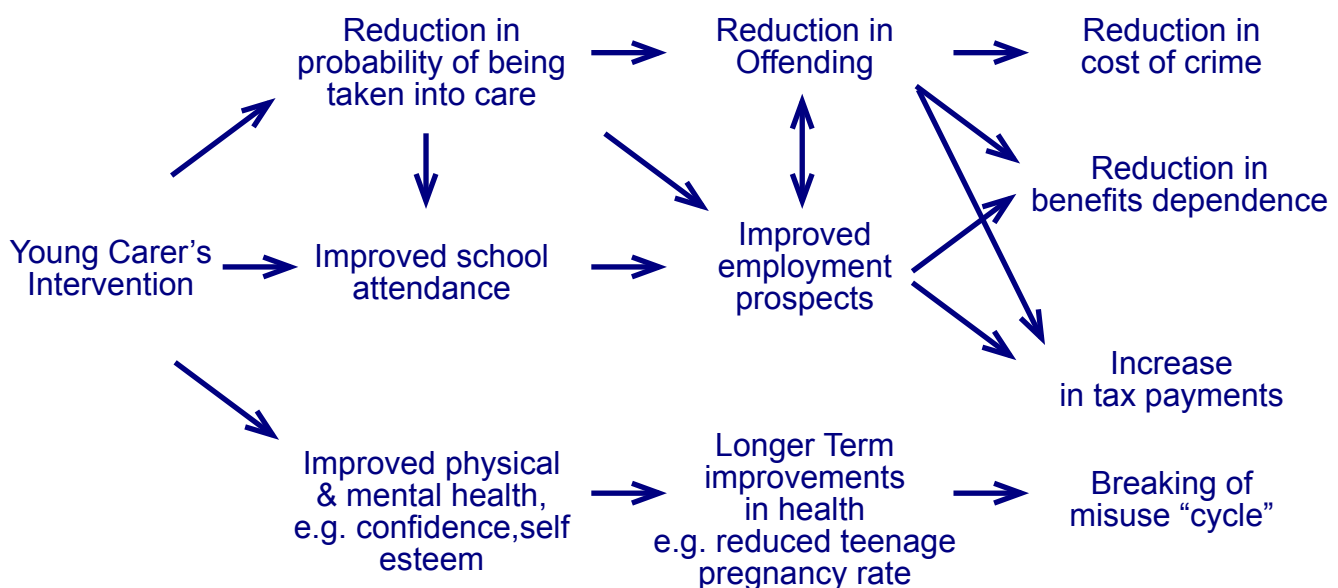 Reduction in
probability of being
taken into care
Reduction in
Offending
Reduction in
cost of crime
Reduction in
benefits dependence
Young Carer’s
Intervention
Improved school
attendance
Improved
employment
prospects
Increase
in tax payments
Improved physical
& mental health,
e.g. confidence,self
esteem
Longer Term
improvements
in health
e.g. reduced teenage
pregnancy rate
Breaking of
misuse “cycle”